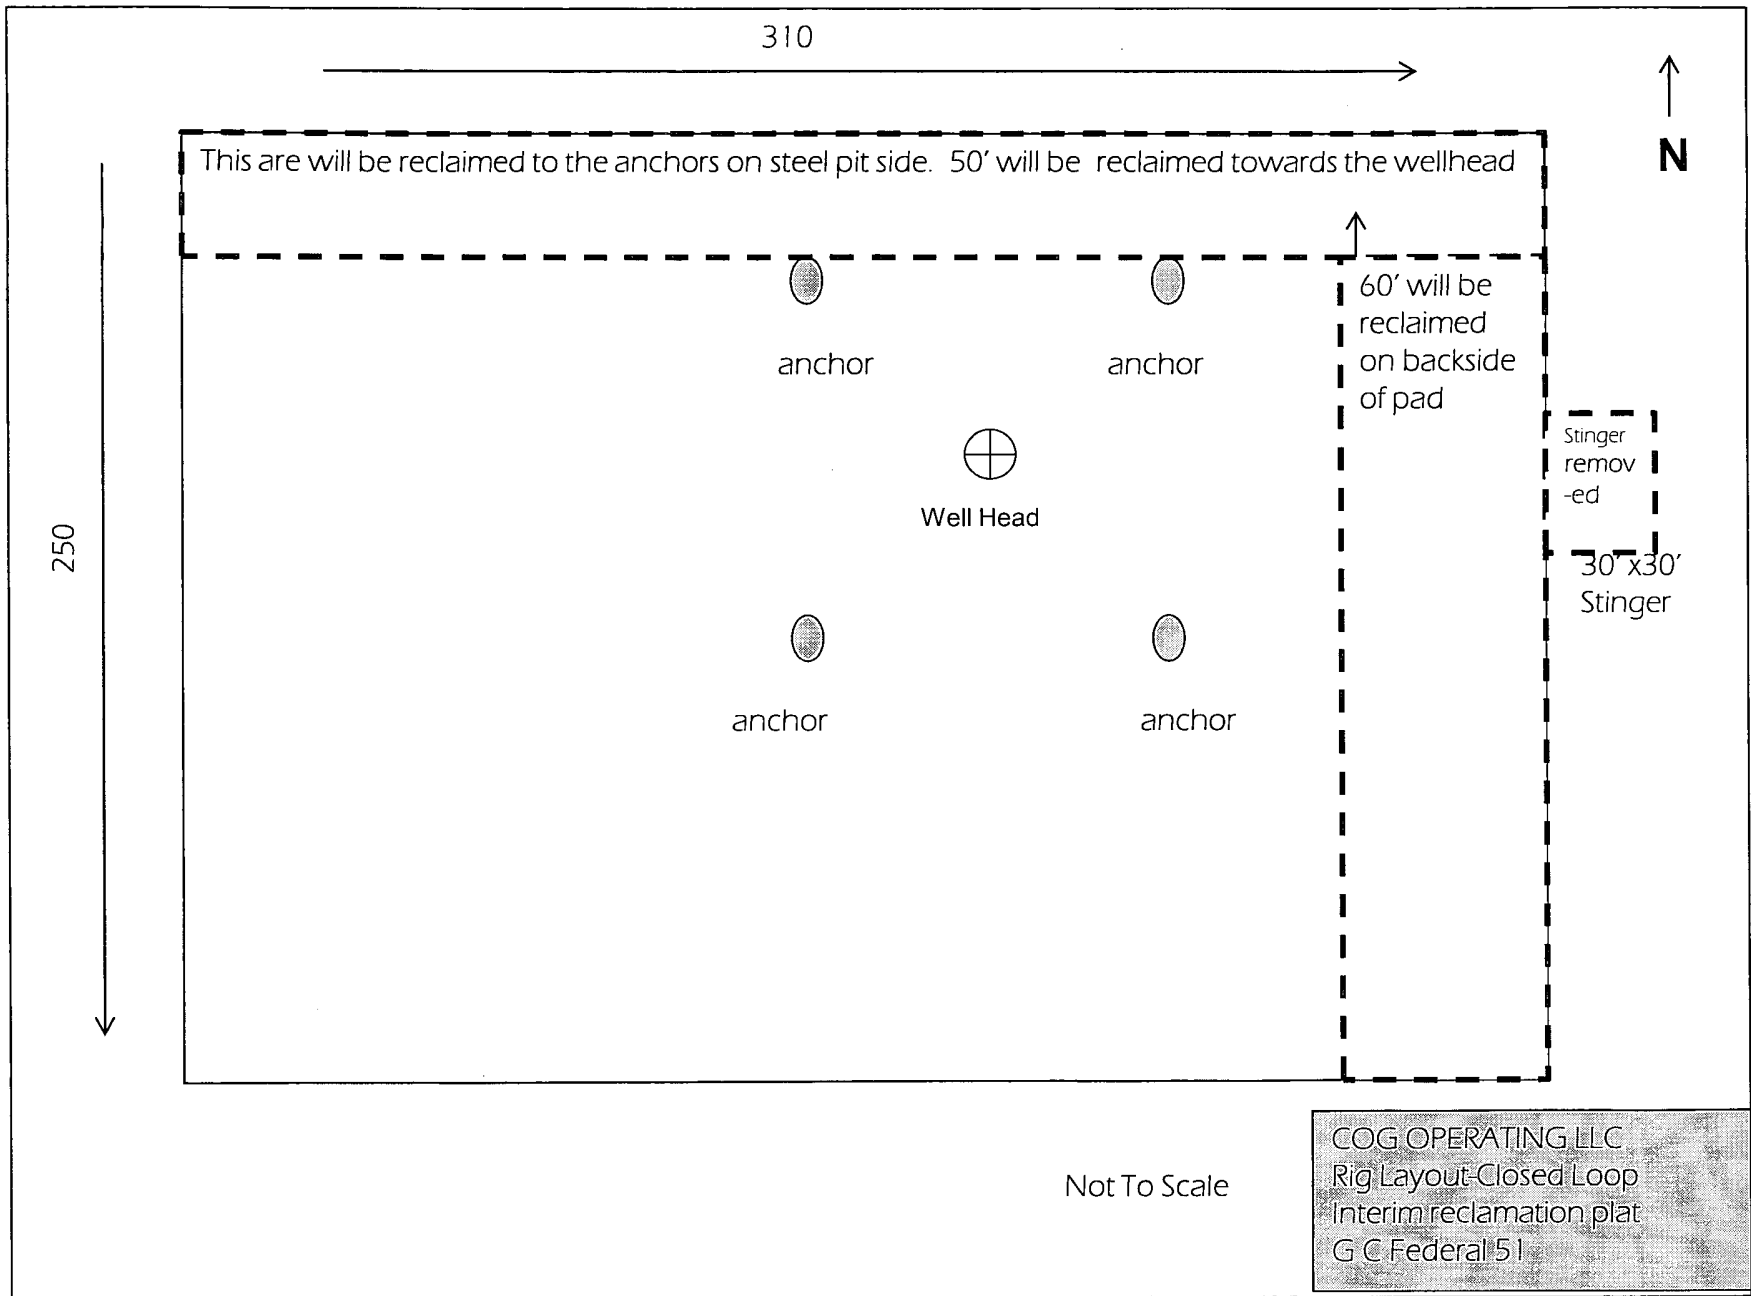 310
N
This are will be reclaimed to the anchors on steel pit side. 50' will be reclaimed towards the wellhead
60' will be
reclaimed
on backside
of pad
anchor
anchor
Stinger
remov
-ed
Well Head
250
30' x30'
Stinger
anchor
anchor
Not To Scale
COG OPERATING LLC
Rig Layout-Closed Loop
Interim reclamation plat
G C Federal 51